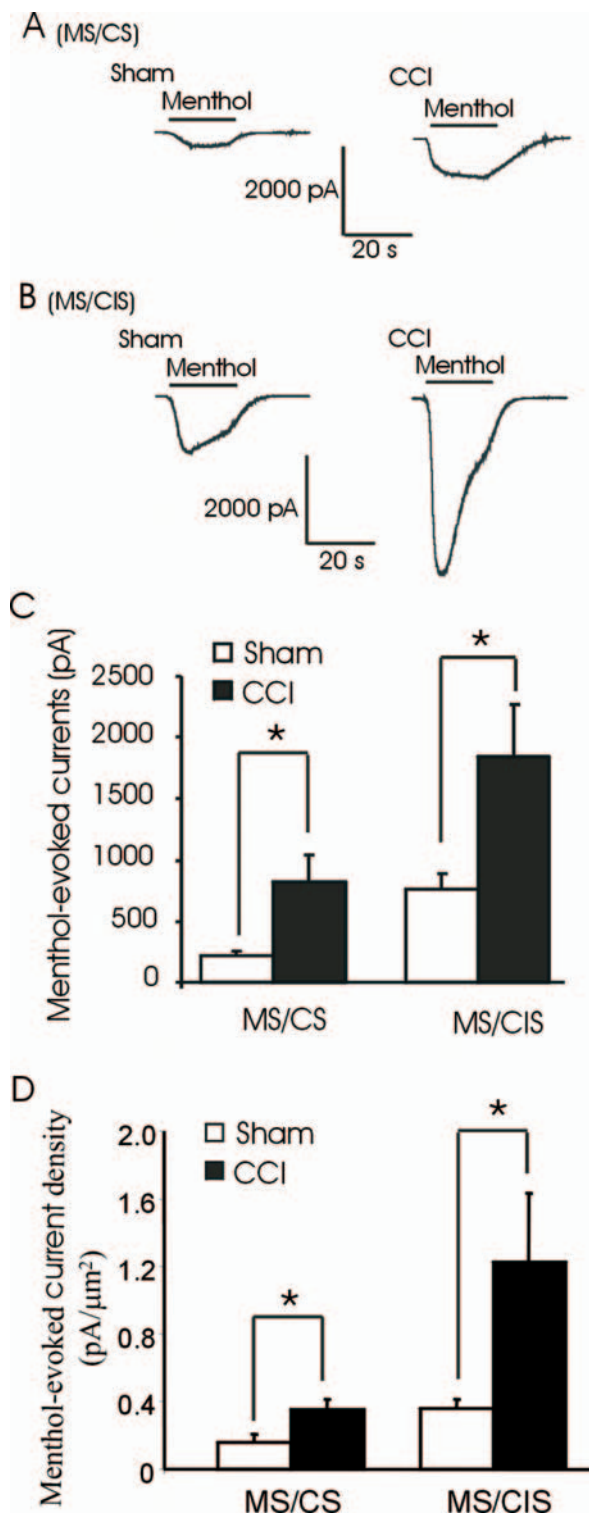 A (MS/CS)
Sham
CCI
Menthol
Menthol
2000 pA
20 s
B (MS/CIS)
Sham
CCI
Menthol
Menthol
2000 pA
20 s
C
Menthol-evoked currents (pA)
2500
2000
1500
1000
500
0
Sham
CCI
*
*
MS/CS
MS/CIS
D
Menthol-evoked current density
(pA/μm²)
2.0
1.6
1.2
0.8
0.4
0
Sham
CCI
*
*
MS/CS
MS/CIS